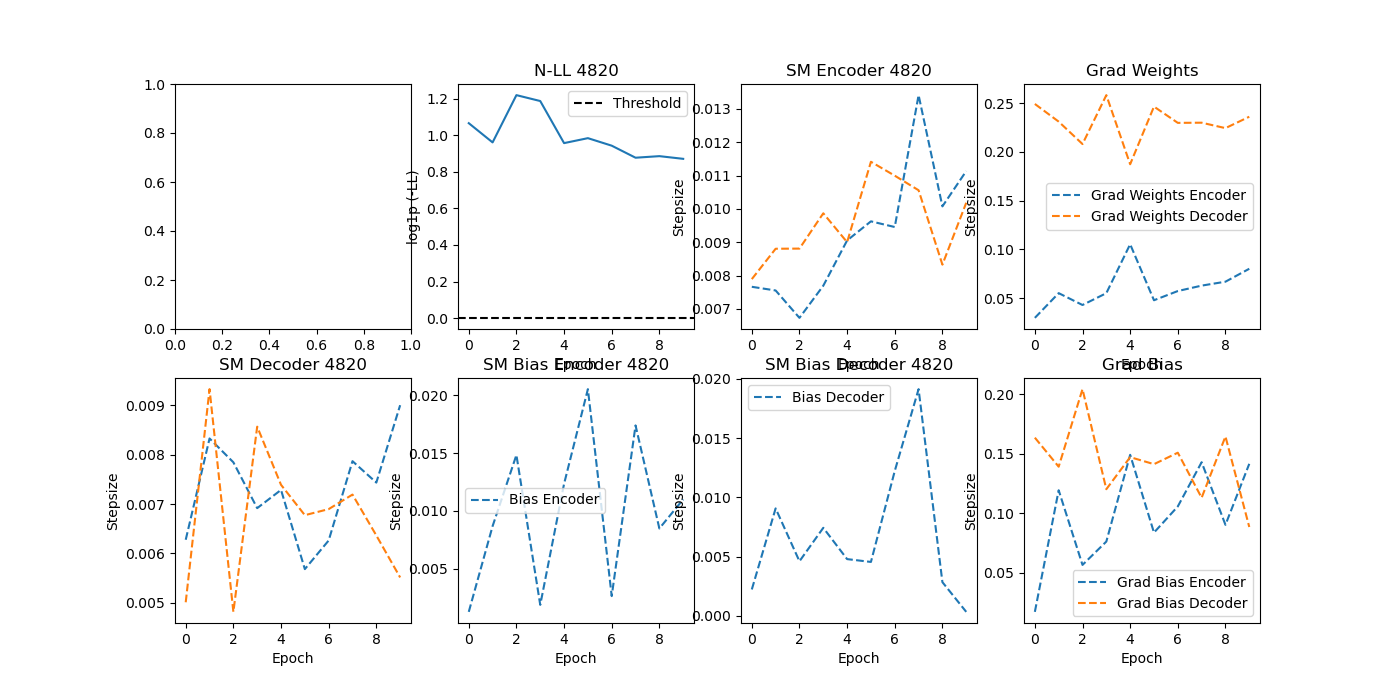 N-LL 4820
SM Encoder 4820
Grad Weights
1.0
0.8
0.6
0.4
0.2
0.0
0.0 0.2 0.4 0.6 0.8 1.0
log1p (-LL)
1.2
1.0
0.8
0.6
0.4
0.2
0.0
Threshold
0 2 4 6 8
Epoch
Stepsize
0.013
0.012
0.011
0.010
0.009
0.008
0.007
0 2 4 6 8
Epoch
Stepsize
0.25
0.20
0.15
0.10
0.05
Grad Weights Encoder
Grad Weights Decoder
0 2 4 6 8
Epoch
SM Decoder 4820
SM Bias Encoder 4820
SM Bias Decoder 4820
Grad Bias
Stepsize
0.009
0.008
0.007
0.006
0.005
0 2 4 6 8
Epoch
Stepsize
0.020
0.015
0.010
0.005
Bias Encoder
0 2 4 6 8
Epoch
Stepsize
0.020
0.015
0.010
0.005
0.000
Bias Decoder
0 2 4 6 8
Epoch
Stepsize
0.20
0.15
0.10
0.05
Grad Bias Encoder
Grad Bias Decoder
0 2 4 6 8
Epoch